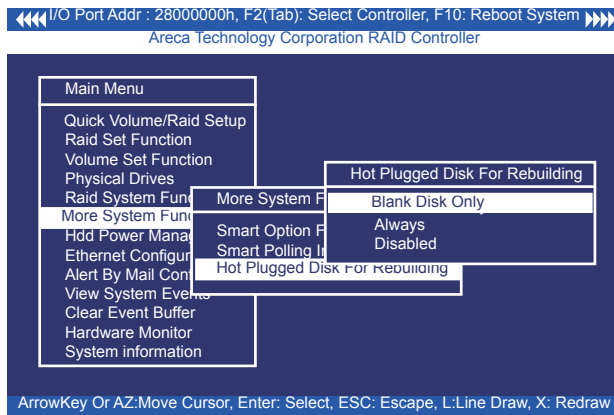 I/O Port Addr : 28000000h, F2(Tab): Select Controller, F10: Reboot System
Areca Technology Corporation RAID Controller
Main Menu
Quick Volume/Raid Setup
Raid Set Function
Volume Set Function
Physical Drives
Raid System Func
More System Func
Hdd Power Manag
Ethernet Configur
Alert By Mail Conf
View System Events
Clear Event Buffer
Hardware Monitor
System information
More System F
Smart Option F
Smart Polling In
Hot Plugged Disk For Rebuilding
Hot Plugged Disk For Rebuilding
Blank Disk Only
Always
Disabled
ArrowKey Or AZ:Move Cursor, Enter: Select, ESC: Escape, L:Line Draw, X: Redraw